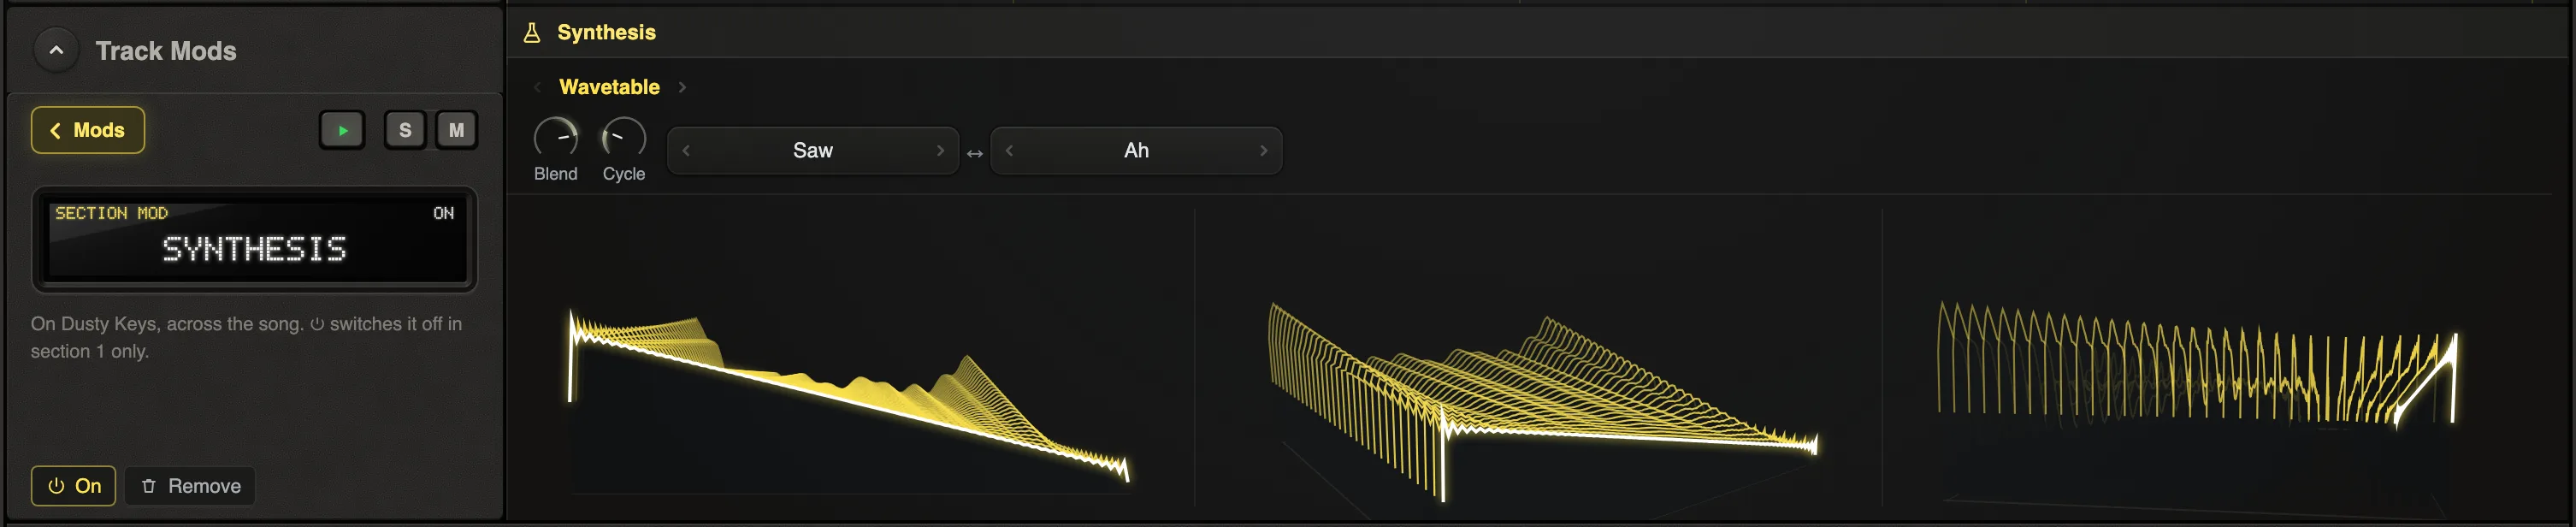 Track Mods
Mods
S
M
SECTION MOD
ON
SYNTHESIS
On Dusty Keys, across the song. switches it off in
section 1 only.
On
Remove
Synthesis
Wavetable
Saw
Ah
Blend
Cycle